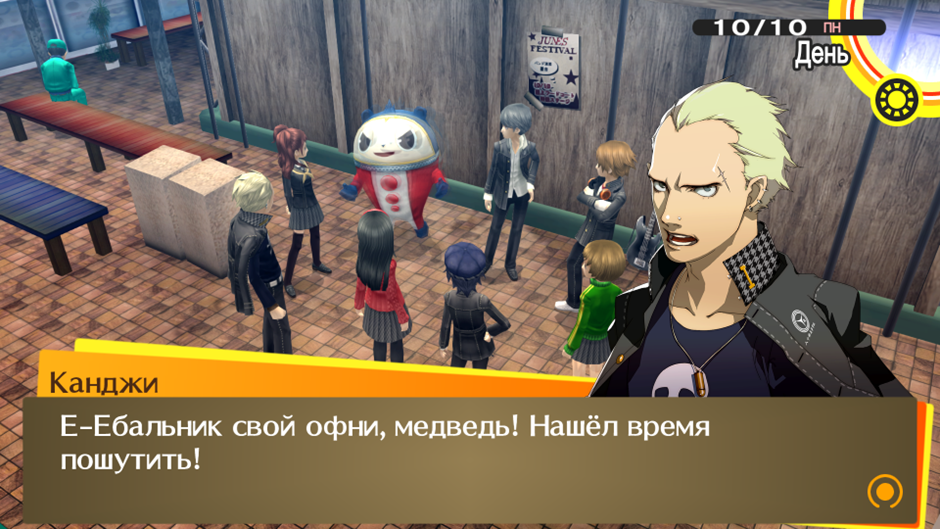 10/10 ПН
День
JUNES
FESTIVAL
Канджи
Е-Ебальник свой офни, медведь! Нашёл время
пошутить!